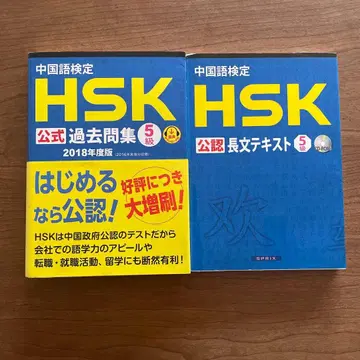 中国語検定
HSK
公式 過去問集 5級
2018年度版
はじめる
なら公認!
好評につき
大増刷!
HSKは中国政府公認のテストだから
会社での語学力のアピールや
転職・就職活動、留学にも断然有利!
中国語検定
HSK
公認 長文テキスト 5級
欢
SPRIX